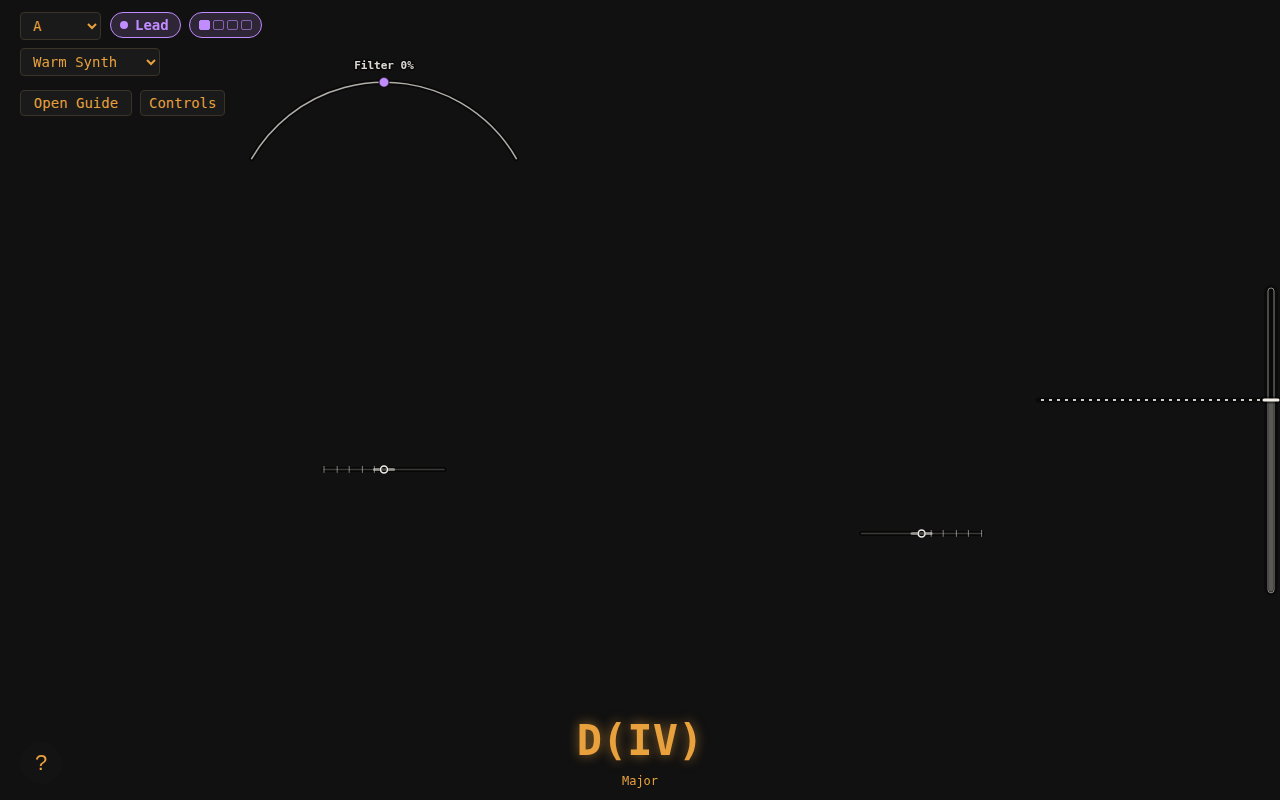 A
Lead
Warm Synth
Filter 0%
Open Guide
Controls
D(IV)
?
Major